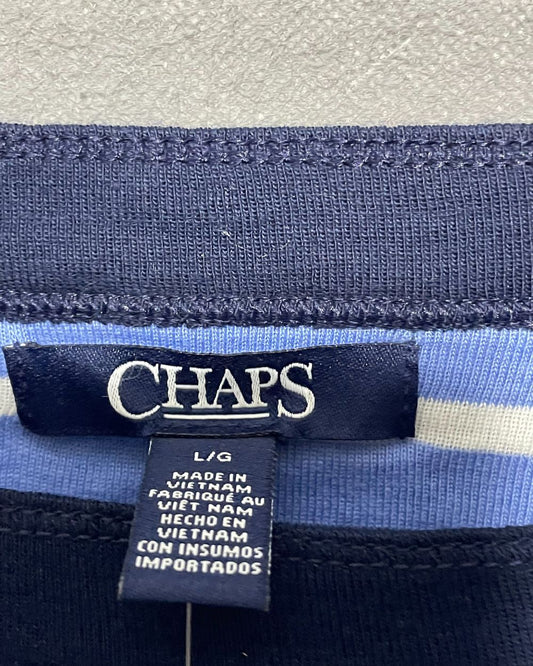 CHAPS
L/G
MADE IN
VIETNAM
FABRIQUÉ AU
VIÊT NAM
HECHO EN
VIETNAM
CON INSUMOS
IMPORTADOS